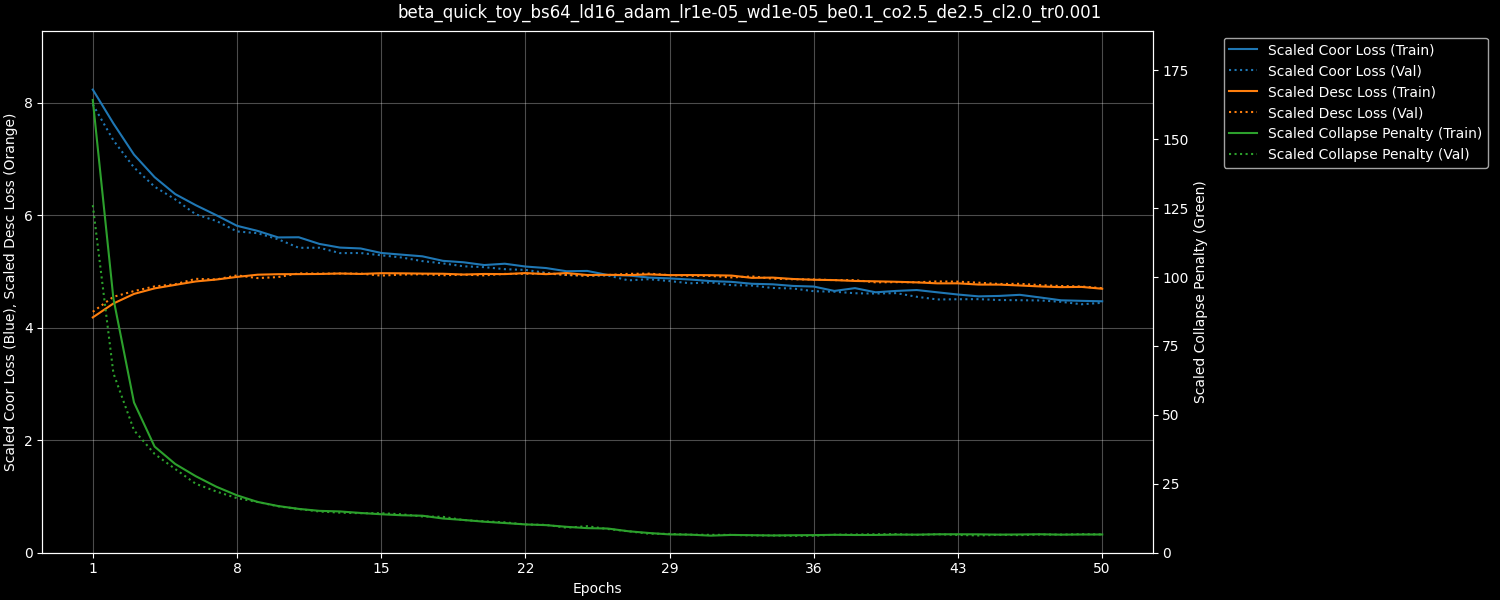 beta_quick_toy_bs64_ld16_adam_lr1e-05_wd1e-05_be0.1_co2.5_de2.5_cl2.0_tr0.001
Scaled Coor Loss (Blue), Scaled Desc Loss (Orange)
8
6
4
2
0
1
8
15
22
29
36
43
50
Epochs
175
150
125
100
75
50
25
0
Scaled Collapse Penalty (Green)
Scaled Coor Loss (Train)
Scaled Coor Loss (Val)
Scaled Desc Loss (Train)
Scaled Desc Loss (Val)
Scaled Collapse Penalty (Train)
Scaled Collapse Penalty (Val)